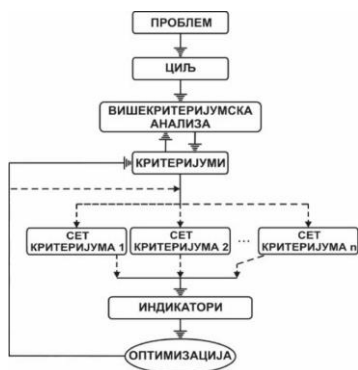 ПРОБЛЕМ
ЦИЉ
ВИШЕКРИТЕРИЈУМСКА
АНАЛИЗА
КРИТЕРИЈУМИ
СЕТ
КРИТЕРИЈУМА 1
СЕТ
КРИТЕРИЈУМА 2
...
СЕТ
КРИТЕРИЈУМА n
ИНДИКАТОРИ
ОПТИМИЗАЦИЈА